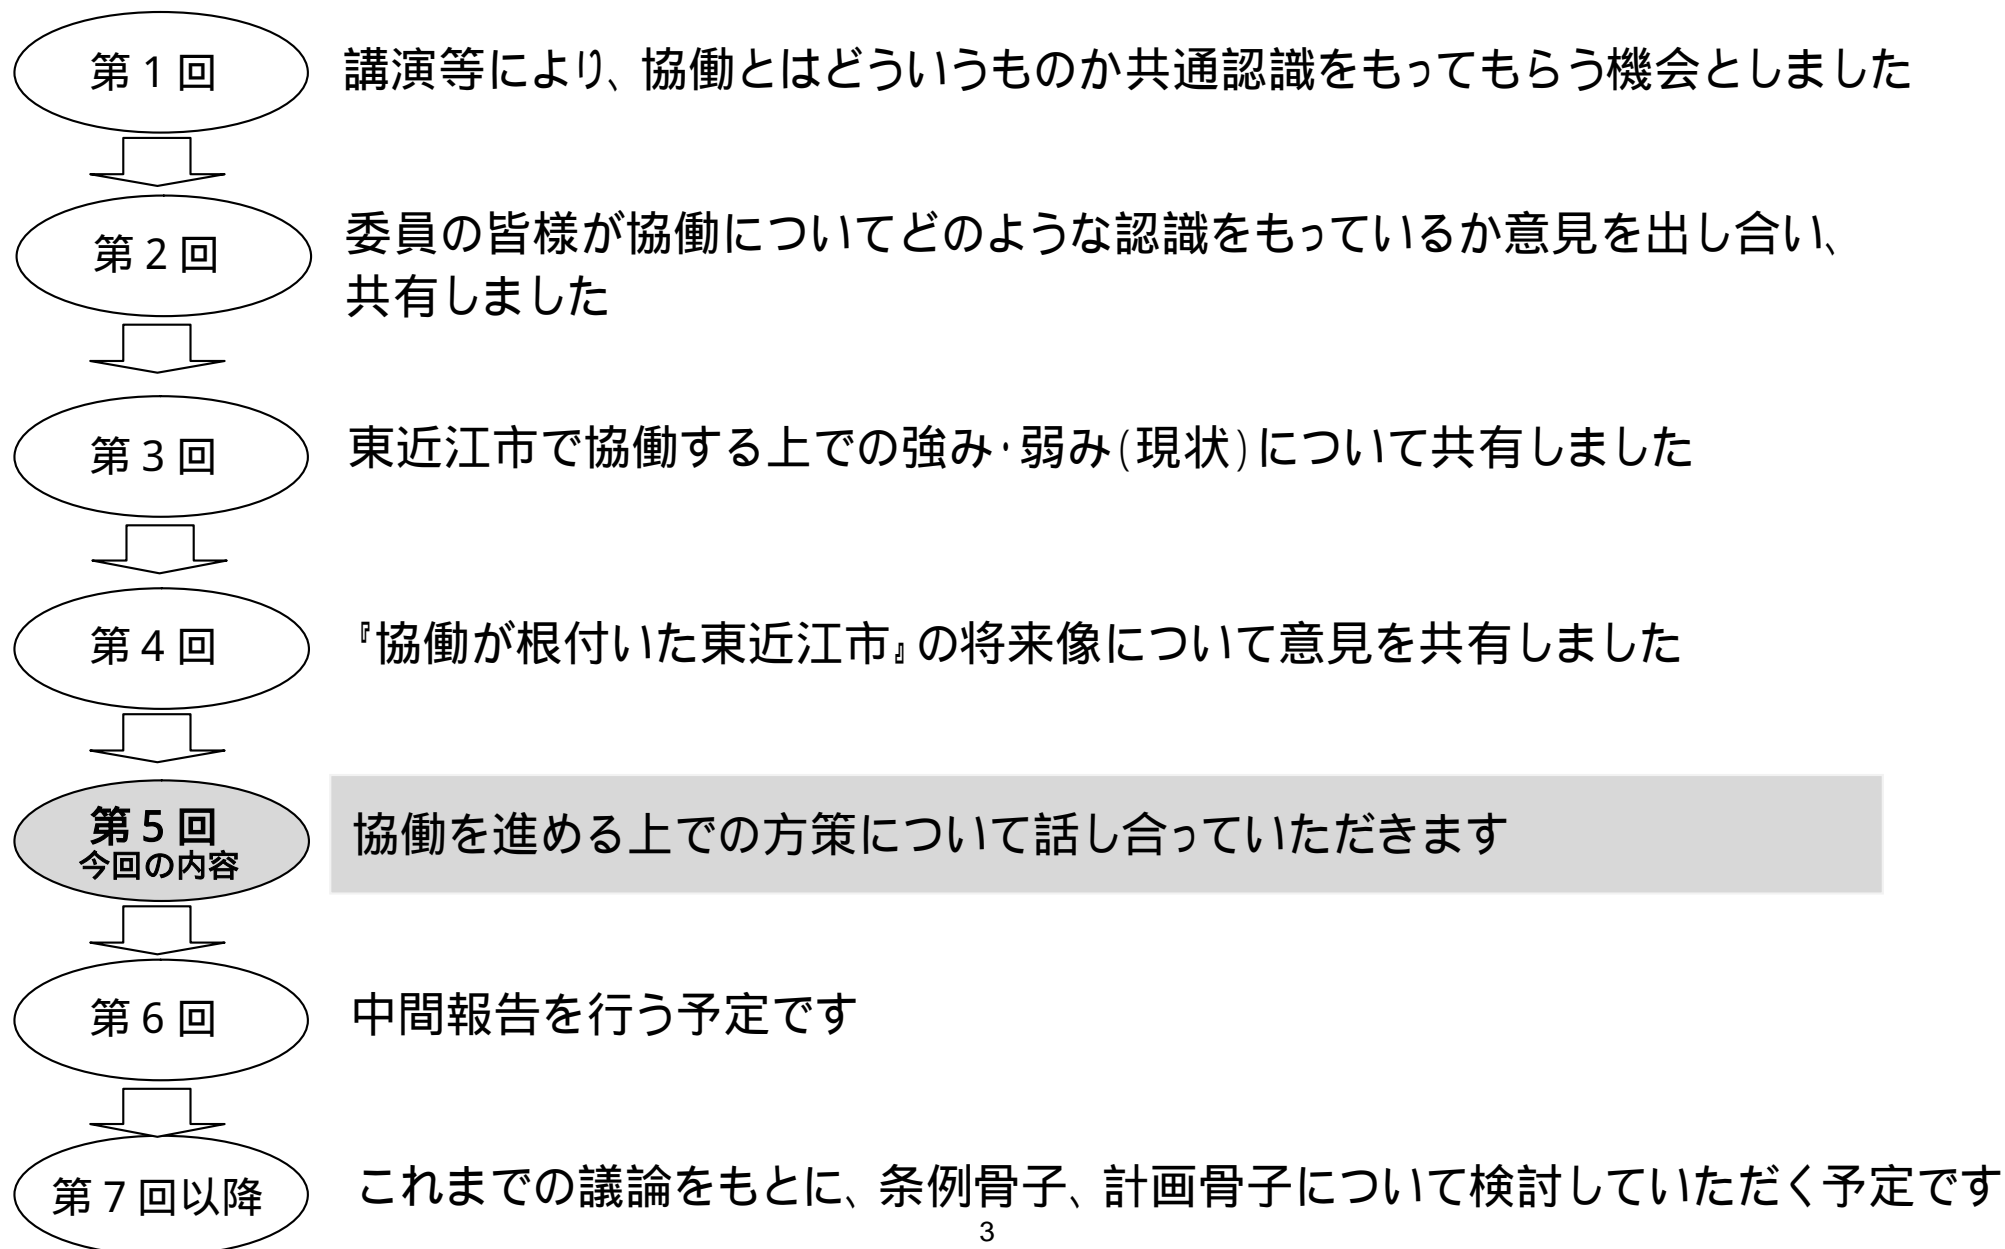 第1回
講演等により、協働とはどういうものか共通認識をもってもらう機会としました
第2回
委員の皆様が協働についてどのような認識をもっているか意見を出し合い、
共有しました
第3回
東近江市で協働する上での強み・弱み(現状)について共有しました
第4回
『協働が根付いた東近江市』の将来像について意見を共有しました
第5回
今回の内容
協働を進める上での方策について話し合っていただきます
第6回
中間報告を行う予定です
第7回以降
これまでの議論をもとに、条例骨子、計画骨子について検討していただく予定です
3